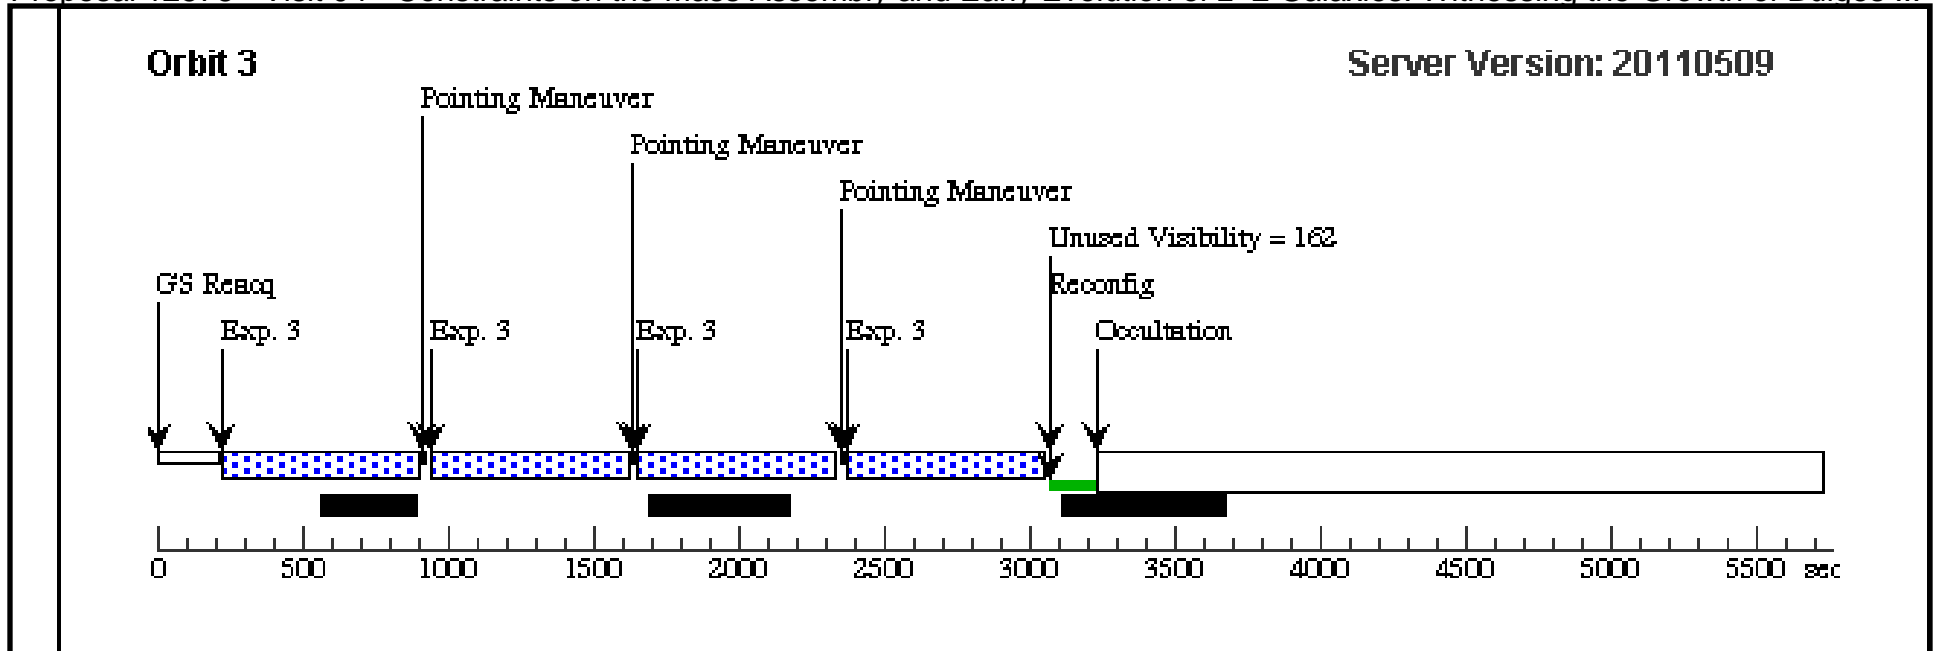 Orbit 3
Server Version: 20110509
Pointing Maneuver
Pointing Maneuver
Pointing Maneuver
Unused Visibility = 162
GS Reacq
Reconfig
Exp. 3
Exp. 3
Exp. 3
Exp. 3
Occultation
0 500 1000 1500 2000 2500 3000 3500 4000 4500 5000 5500 sec